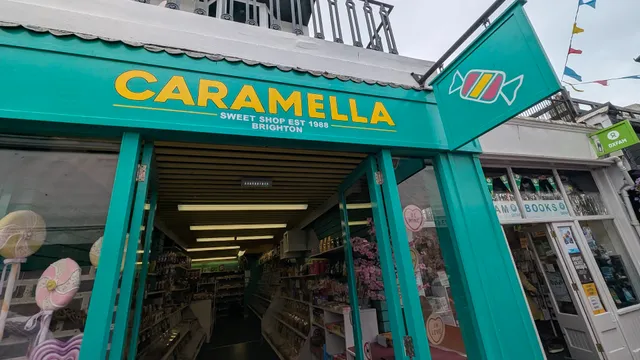 CARAMELLA
SWEET SHOP EST 1988
BRIGHTON
OXFAM
BOOKS